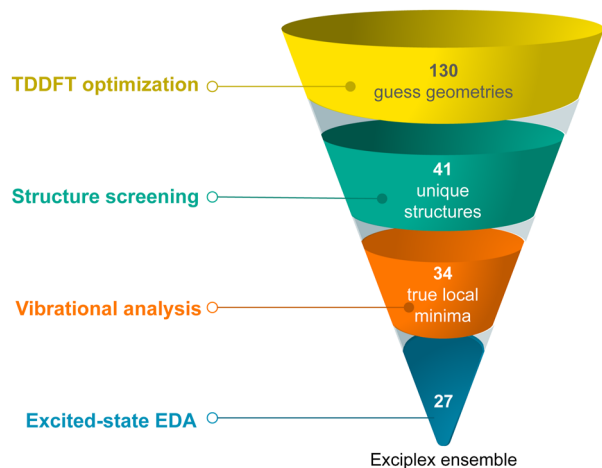 130
TDDFT optimization
guess geometries
41
Structure screening
unique
structures
34
true local
Vibrational analysis
minima
27
Excited-state EDA
Exciplex ensemble